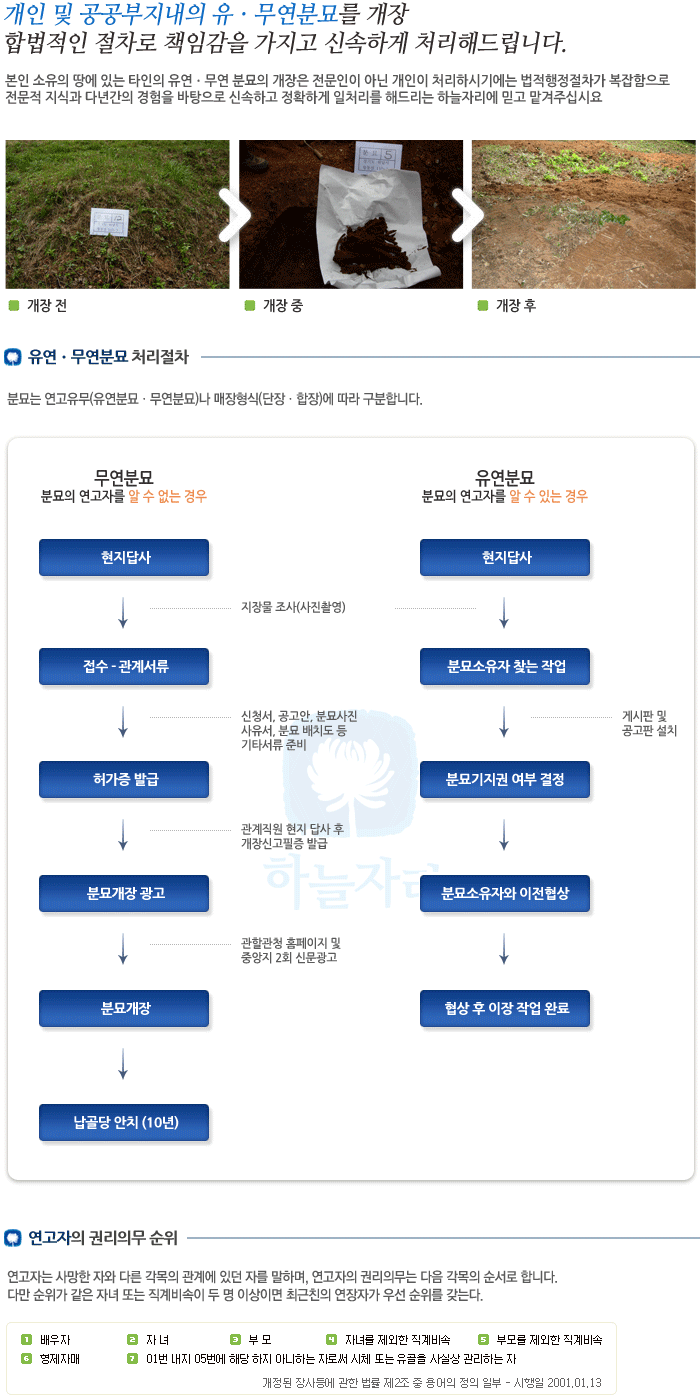 개인 및 공공부지내의 유 · 무연분묘를 개장
합법적인 절차로 책임감을 가지고 신속하게 처리해드립니다.
본인 소유의 땅에 있는 타인의 유연 · 무연 분묘의 개장은 전문인이 아닌 개인이 처리하시기에는 법적행정절차가 복잡함으로
전문적 지식과 다년간의 경험을 바탕으로 신속하고 정확하게 일처리를 해드리는 하늘자리에 믿고 맡겨주십시요
개장 전
개장 중
개장 후
유연 · 무연분묘 처리절차
분묘는 연고유무(유연분묘 · 무연분묘)나 매장형식(단장 · 합장)에 따라 구분합니다.
무연분묘
분묘의 연고자를 알 수 없는 경우
현지답사
지장물 조사(사진촬영)
접수 - 관계서류
신청서, 공고안, 분묘사진
사유서, 분묘 배치도 등
기타서류 준비
허가증 발급
관계직원 현지 답사 후
개장신고필증 발급
분묘개장 광고
관할관청 홈페이지 및
중앙지 2회 신문광고
분묘개장
납골당 안치 (10년)
유연분묘
분묘의 연고자를 알 수 있는 경우
현지답사
분묘소유자 찾는 작업
게시판 및
공고판 설치
분묘기지권 여부 결정
분묘소유자와 이전협상
협상 후 이장 작업 완료
하늘자리
연고자의 권리의무 순위
연고자는 사망한 자와 다른 각목의 관계에 있던 자를 말하며, 연고자의 권리의무는 다음 각목의 순서로 합니다.
다만 순위가 같은 자녀 또는 직계비속이 두 명 이상이면 최근친의 연장자가 우선 순위를 갖는다.
1 배우자 2 자 녀 3 부 모 4 자녀를 제외한 직계비속 5 부모를 제외한 직계비속
6 형제자매 7 01번 내지 05번에 해당 하지 아니하는 자로써 시체 또는 유골을 사실상 관리하는 자
개정된 장사등에 관한 법률 제2조 중 용어의 정의 일부 - 시행일 2001.01.13